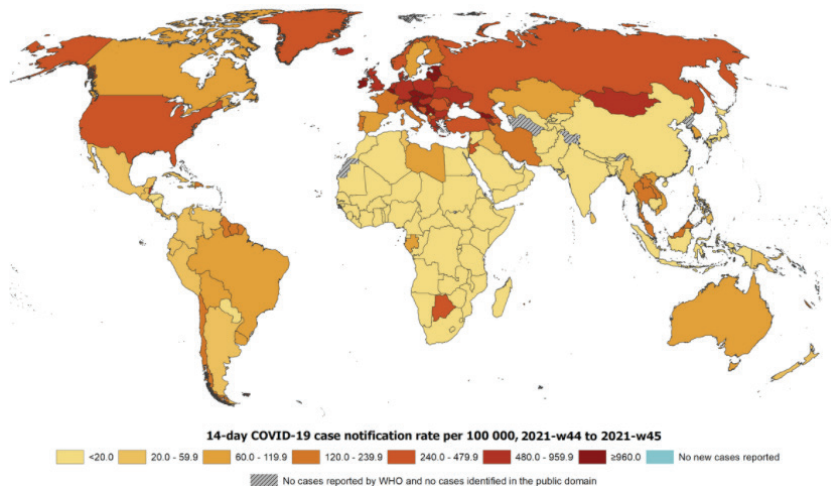 14-day COVID-19 case notification rate per 100 000, 2021-w44 to 2021-w45
<20.0 20.0 - 59.9 60.0 - 119.9 120.0 - 239.9 240.0 - 479.9 480.0 - 959.9 ≥960.0 No new cases reported
No cases reported by WHO and no cases identified in the public domain